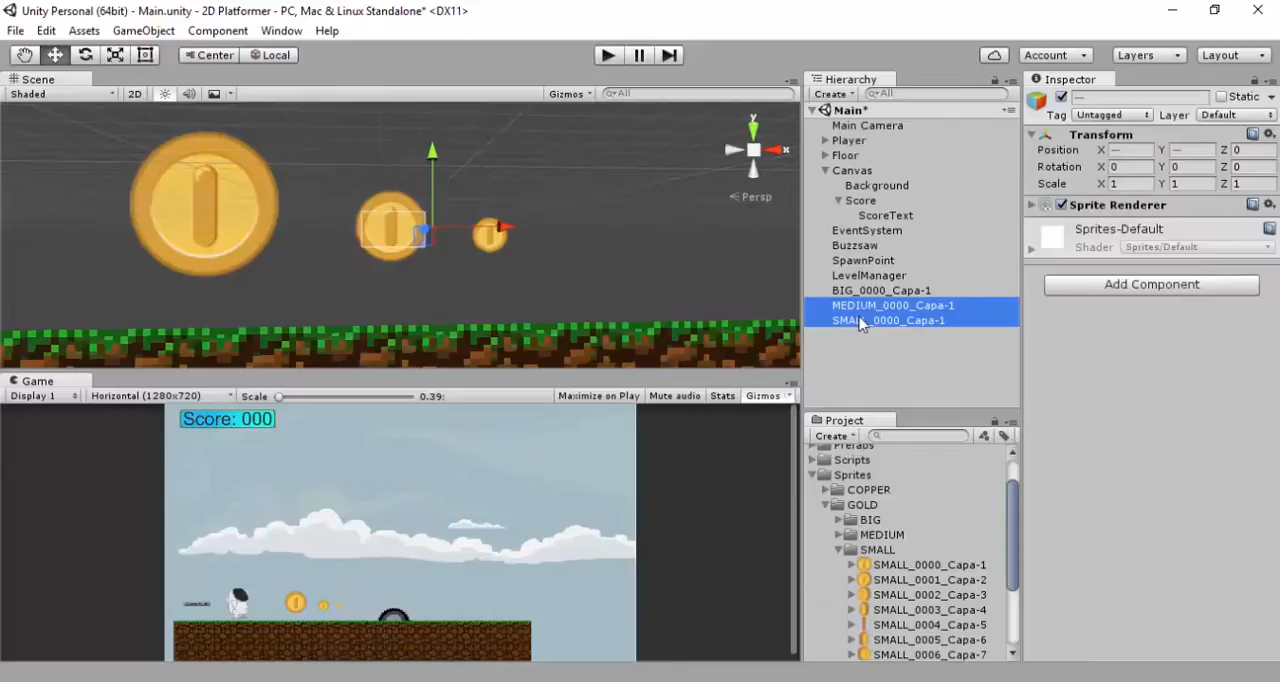 Unity Personal (64bit) - Main.unity - 2D Platformer - PC, Mac & Linux Standalone* <DX11>
File Edit Assets GameObject Component Window Help
Center Local Account Layers Layout
Scene
Shaded 2D Gizmos All
y
x
Persp
Hierarchy
Create All
Main*
Main Camera
Player
Floor
Canvas
Background
Score
ScoreText
EventSystem
Buzzsaw
SpawnPoint
LevelManager
BIG_0000_Capa-1
MEDIUM_0000_Capa-1
SMALL_0000_Capa-1
Inspector
— Static
Tag Untagged Layer Default
Transform
Position X — Y — Z 0
Rotation X 0 Y 0 Z 0
Scale X 1 Y 1 Z 1
Sprite Renderer
Sprites-Default
Shader Sprites/Default
Add Component
Game
Display 1 Horizontal (1280x720) Scale 0.39: Maximize on Play Mute audio Stats Gizmos
Score: 000
Project
Create
Prefabs
Scripts
Sprites
COPPER
GOLD
BIG
MEDIUM
SMALL
SMALL_0000_Capa-1
SMALL_0001_Capa-2
SMALL_0002_Capa-3
SMALL_0003_Capa-4
SMALL_0004_Capa-5
SMALL_0005_Capa-6
SMALL_0006_Capa-7